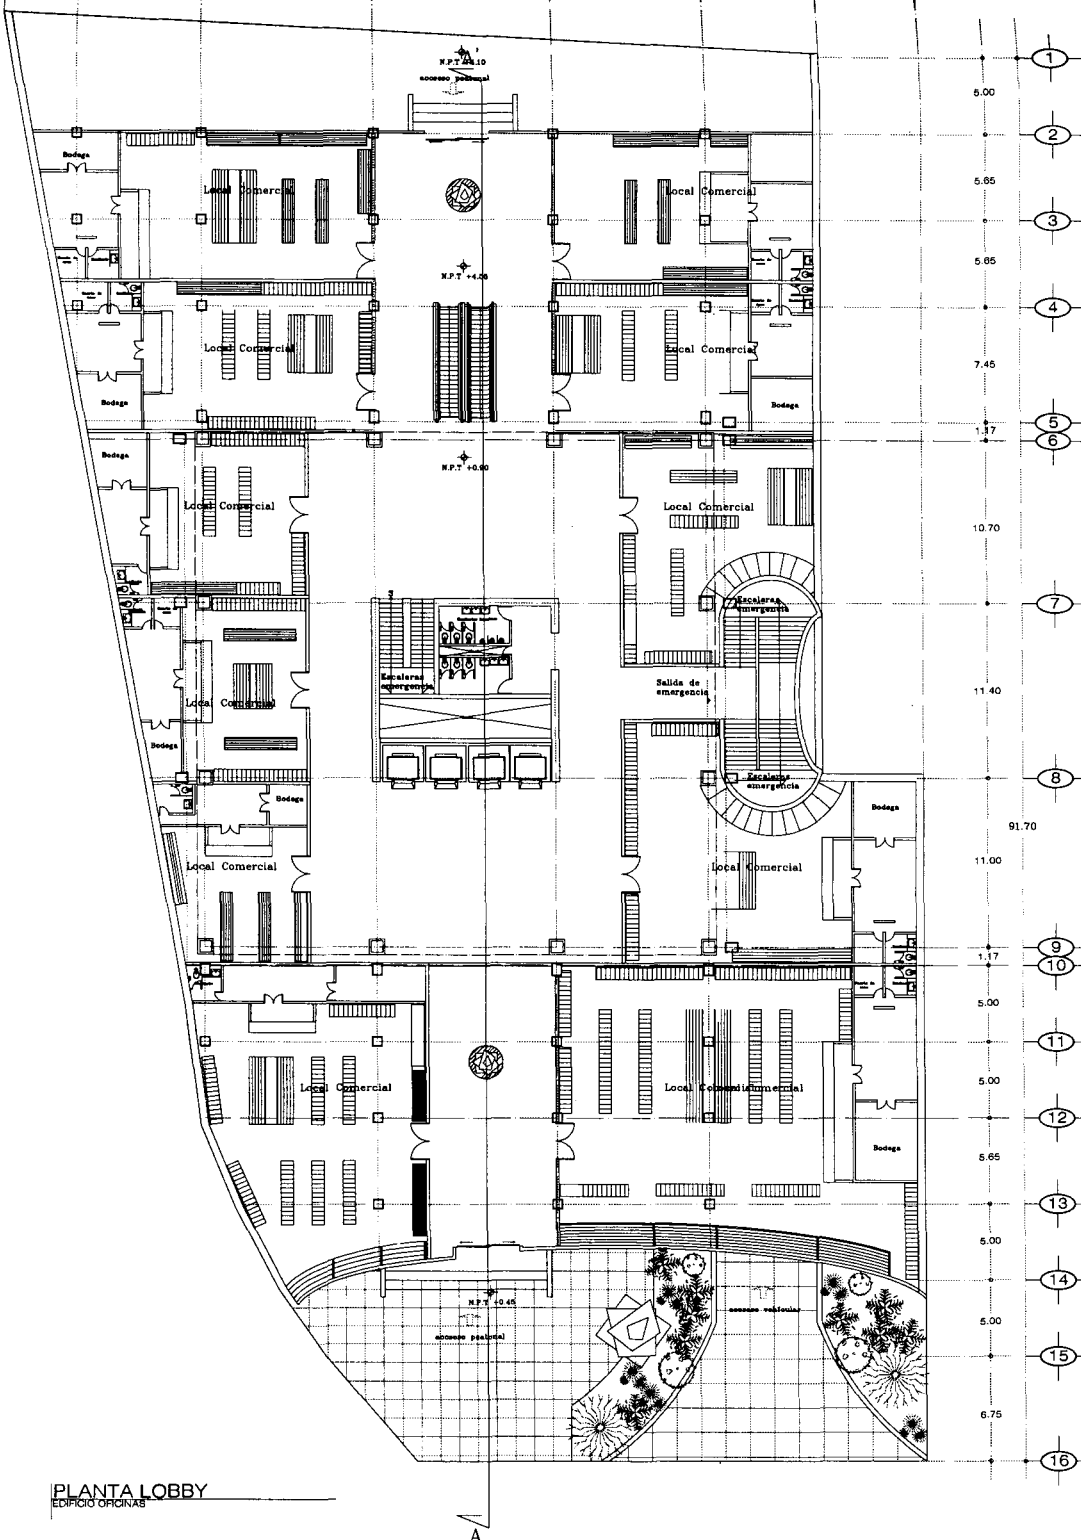 1
N.P.T +4.10
acceso peatonal
5.00
2
Bodega
Local Comercial
Local Comercial
5.65
3
N.P.T +4.05
5.65
4
Local Comercial
Local Comercial
7.45
Bodega
Bodega
5
1.17
6
Bodega
N.P.T +0.90
Local Comercial
Local Comercial
10.70
7
Escaleras
emergencia
Escaleras
emergencia
Salida de
emergencia
11.40
Local Comercial
Bodega
8
Escaleras
emergencia
Bodega
Bodega
91.70
Local Comercial
Local Comercial
11.00
9
1.17
10
5.00
11
Local Comercial
Local Comercial
5.00
12
Bodega
5.65
13
5.00
14
N.P.T +0.45
acceso peatonal
acceso vehicular
5.00
15
6.75
16
PLANTA LOBBY
EDIFICIO OFICINAS
A